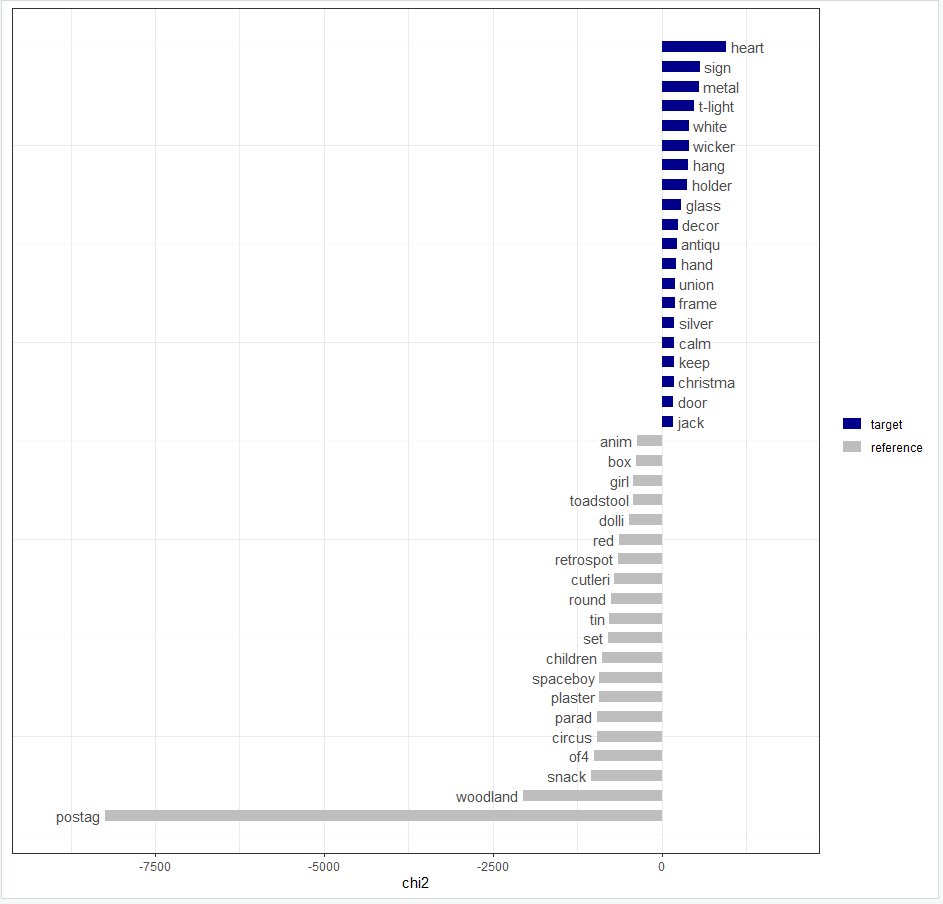 heart
sign
metal
t-light
white
wicker
hang
holder
glass
decor
antiqu
hand
union
frame
silver
calm
keep
christma
door
jack
anim
box
girl
toadstool
dolli
red
retrospot
cutleri
round
tin
set
children
spaceboy
plaster
parad
circus
of4
snack
woodland
postag
-7500 -5000 -2500 0
chi2
target
reference